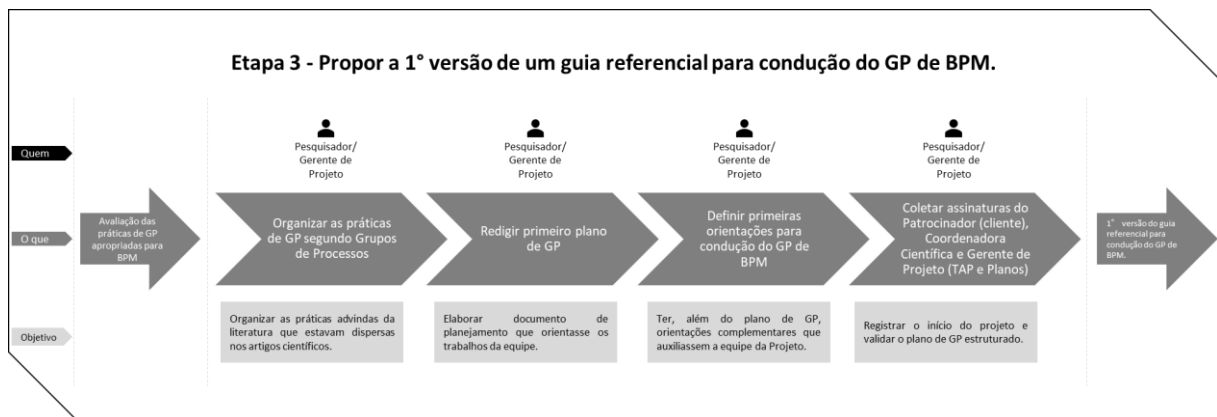 Etapa 3 - Propor a 1° versão de um guia referencial para condução do GP de BPM.
Quem
Pesquisador/
Gerente de
Projeto
Pesquisador/
Gerente de
Projeto
Pesquisador/
Gerente de
Projeto
Pesquisador/
Gerente de
Projeto
O que
Avaliação das
práticas de GP
apropriadas para
BPM
Organizar as práticas
de GP segundo Grupos
de Processos
Redigir primeiro plano
de GP
Definir primeiras
orientações para
condução do GP de
BPM
Coletar assinaturas do
Patrocinador (cliente),
Coordenadora
Científica e Gerente de
Projeto (TAP e Planos)
1° versão do guia
referencial para
condução do GP de
BPM.
Objetivo
Organizar as práticas advindas da
literatura que estavam dispersas
nos artigos científicos.
Elaborar documento de
planejamento que orientasse os
trabalhos da equipe.
Ter, além do plano de GP,
orientações complementares que
auxiliassem a equipe da Projeto.
Registrar o início do projeto e
validar o plano de GP estruturado.